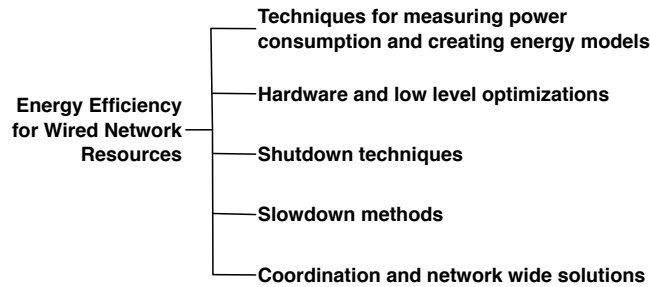 Energy Efficiency
for Wired Network
Resources
Techniques for measuring power
consumption and creating energy models
Hardware and low level optimizations
Shutdown techniques
Slowdown methods
Coordination and network wide solutions